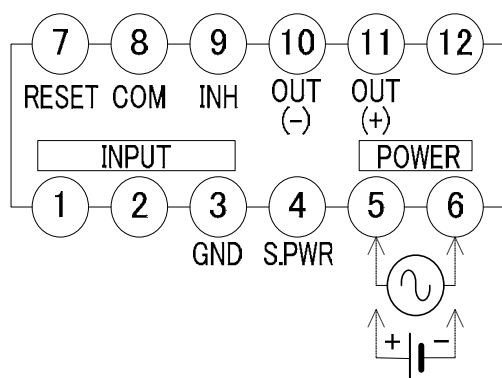 7 8 9 10 11 12
RESET COM INH OUT (-) OUT (+)
INPUT POWER
1 2 3 4 5 6
GND S.PWR
+ -